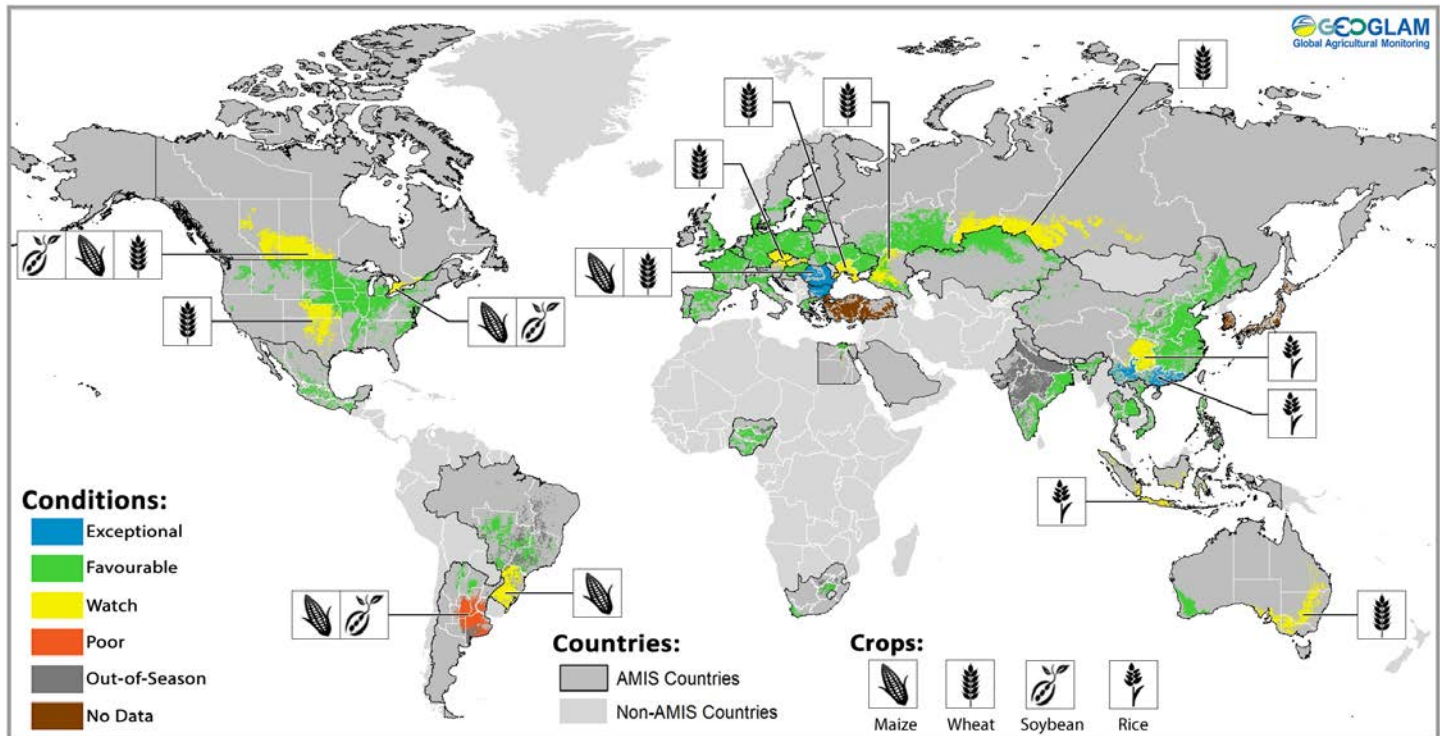 GEOGLAM
Global Agricultural Monitoring
Conditions:
Exceptional
Favourable
Watch
Poor
Out-of-Season
No Data
Countries:
AMIS Countries
Non-AMIS Countries
Crops:
Maize
Wheat
Soybean
Rice